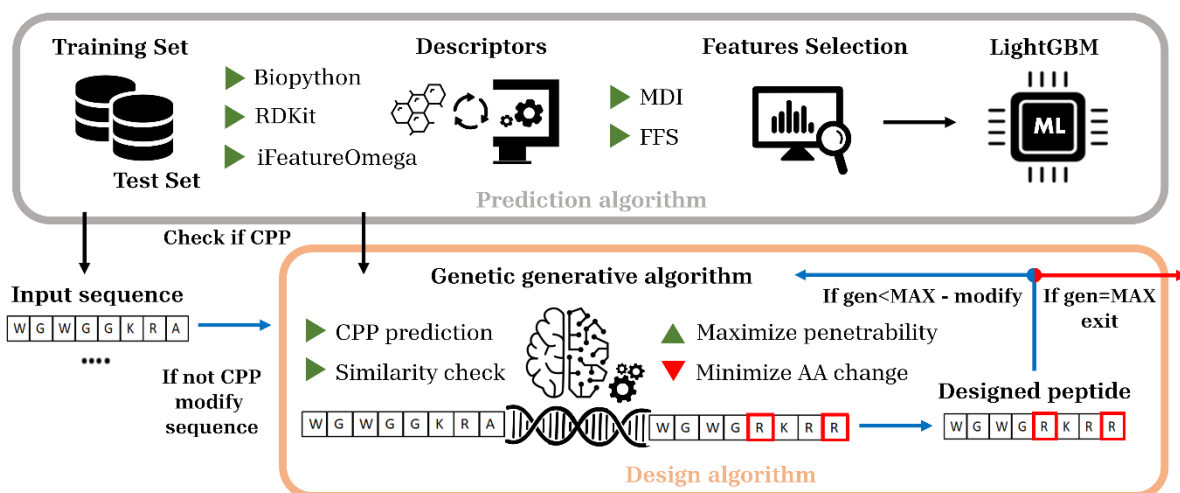 Training Set
Test Set
Biopython
RDKit
iFeatureOmega
Descriptors
MDI
FFS
Features Selection
LightGBM
ML
Prediction algorithm
Check if CPP
Input sequence
W G W G G K R A
....
If not CPP
modify
sequence
Genetic generative algorithm
CPP prediction
Similarity check
Maximize penetrability
Minimize AA change
W G W G G K R A
W G W G R K R R
If gen<MAX - modify
If gen=MAX
exit
Designed peptide
W G W G R K R R
Design algorithm